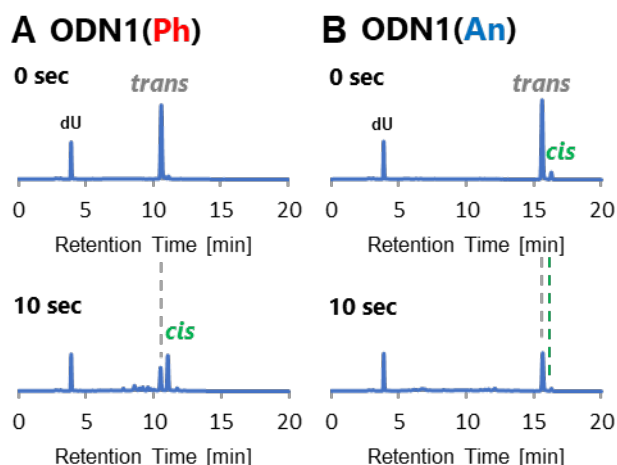 A ODN1(Ph)
0 sec
trans
dU
0 5 10 15 20
Retention Time [min]
10 sec
cis
0 5 10 15 20
Retention Time [min]
B ODN1(An)
0 sec
trans
dU
cis
0 5 10 15 20
Retention Time [min]
10 sec
0 5 10 15 20
Retention Time [min]